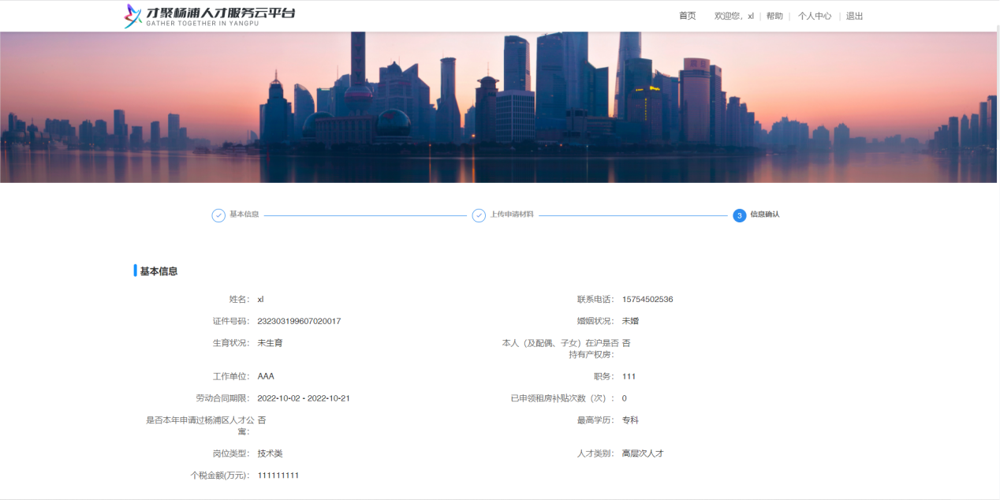 才聚杨浦人才服务云平台
GATHER TOGETHER IN YANGPU
首页 欢迎您，xl | 帮助 | 个人中心 | 退出
基本信息 上传申请材料 3 信息确认
基本信息
姓名： xl 联系电话： 15754502536
证件号码： 232303199607020017 婚姻状况： 未婚
生育状况： 未生育 本人（及配偶、子女）在沪是否 否
持有产权房：
工作单位： AAA 职务： 111
劳动合同期限： 2022-10-02 - 2022-10-21 已申领租房补贴次数（次）： 0
是否本年申请过杨浦区人才公 否 最高学历： 专科
寓：
岗位类型： 技术类 人才类别： 高层次人才
个税金额(万元)： 111111111